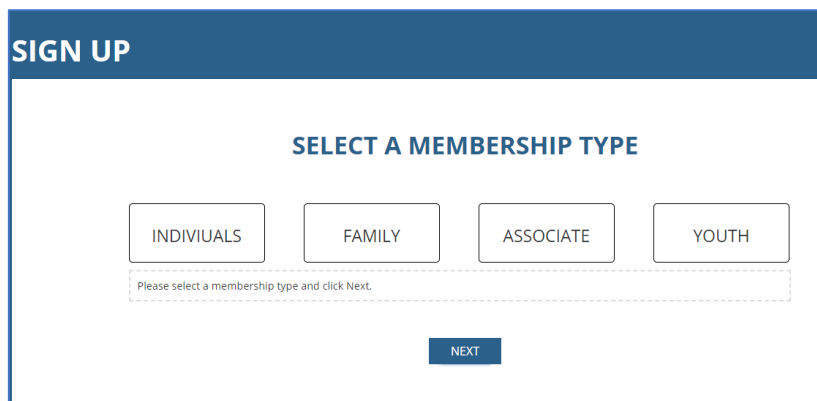 SIGN UP
SELECT A MEMBERSHIP TYPE
INDIVIUALS FAMILY ASSOCIATE YOUTH
Please select a membership type and click Next.
NEXT